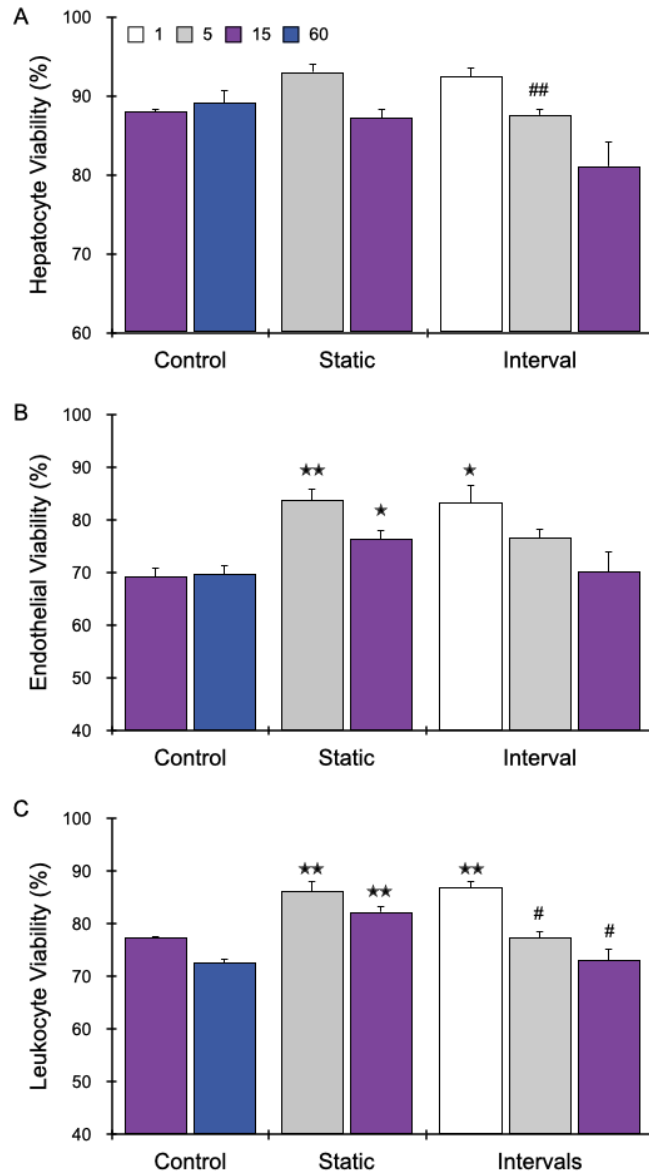 A
1 5 15 60
Hepatocyte Viability (%)
100
90
80
70
60
##
Control Static Interval
B
Endothelial Viability (%)
100
90
80
70
60
50
40
★★ ★ ★
Control Static Interval
C
Leukocyte Viability (%)
100
90
80
70
60
50
40
★★ ★★ ★★ # #
Control Static Intervals